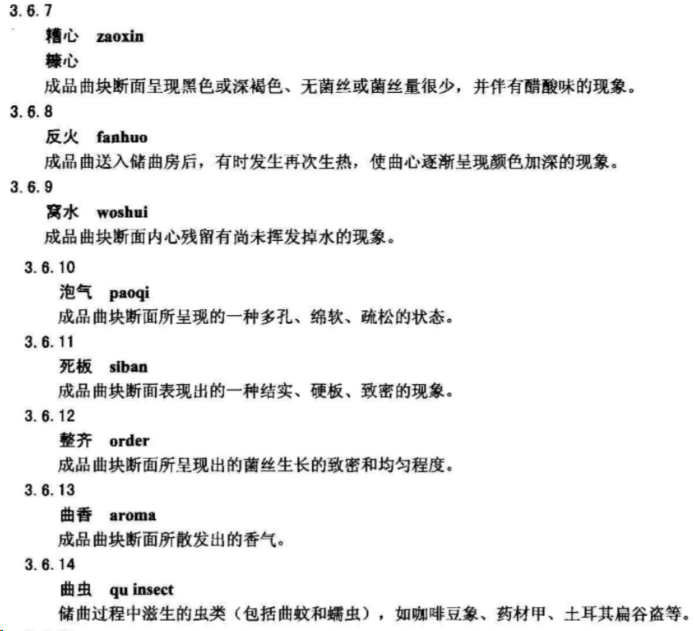 3.6.7
糟心 zaoxin
糠心
成品曲块断面呈现黑色或深褐色、无菌丝或菌丝量很少，并伴有醋酸味的现象。
3.6.8
反火 fanhuo
成品曲送入储曲房后，有时发生再次生热，使曲心逐渐呈现颜色加深的现象。
3.6.9
窝水 woshui
成品曲块断面内心残留有尚未挥发掉水的现象。
3.6.10
泡气 paoqi
成品曲块断面所呈现的一种多孔、绵软、疏松的状态。
3.6.11
死板 siban
成品曲块断面表现出的一种结实、硬板、致密的现象。
3.6.12
整齐 order
成品曲块断面所呈现出的菌丝生长的致密和均匀程度。
3.6.13
曲香 aroma
成品曲块断面所散发出的香气。
3.6.14
曲虫 qu insect
储曲过程中滋生的虫类（包括曲蚊和蠕虫），如咖啡豆象、药材甲、土耳其扁谷盗等。